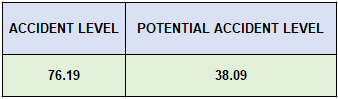 ACCIDENT LEVEL POTENTIAL ACCIDENT LEVEL
76.19 38.09